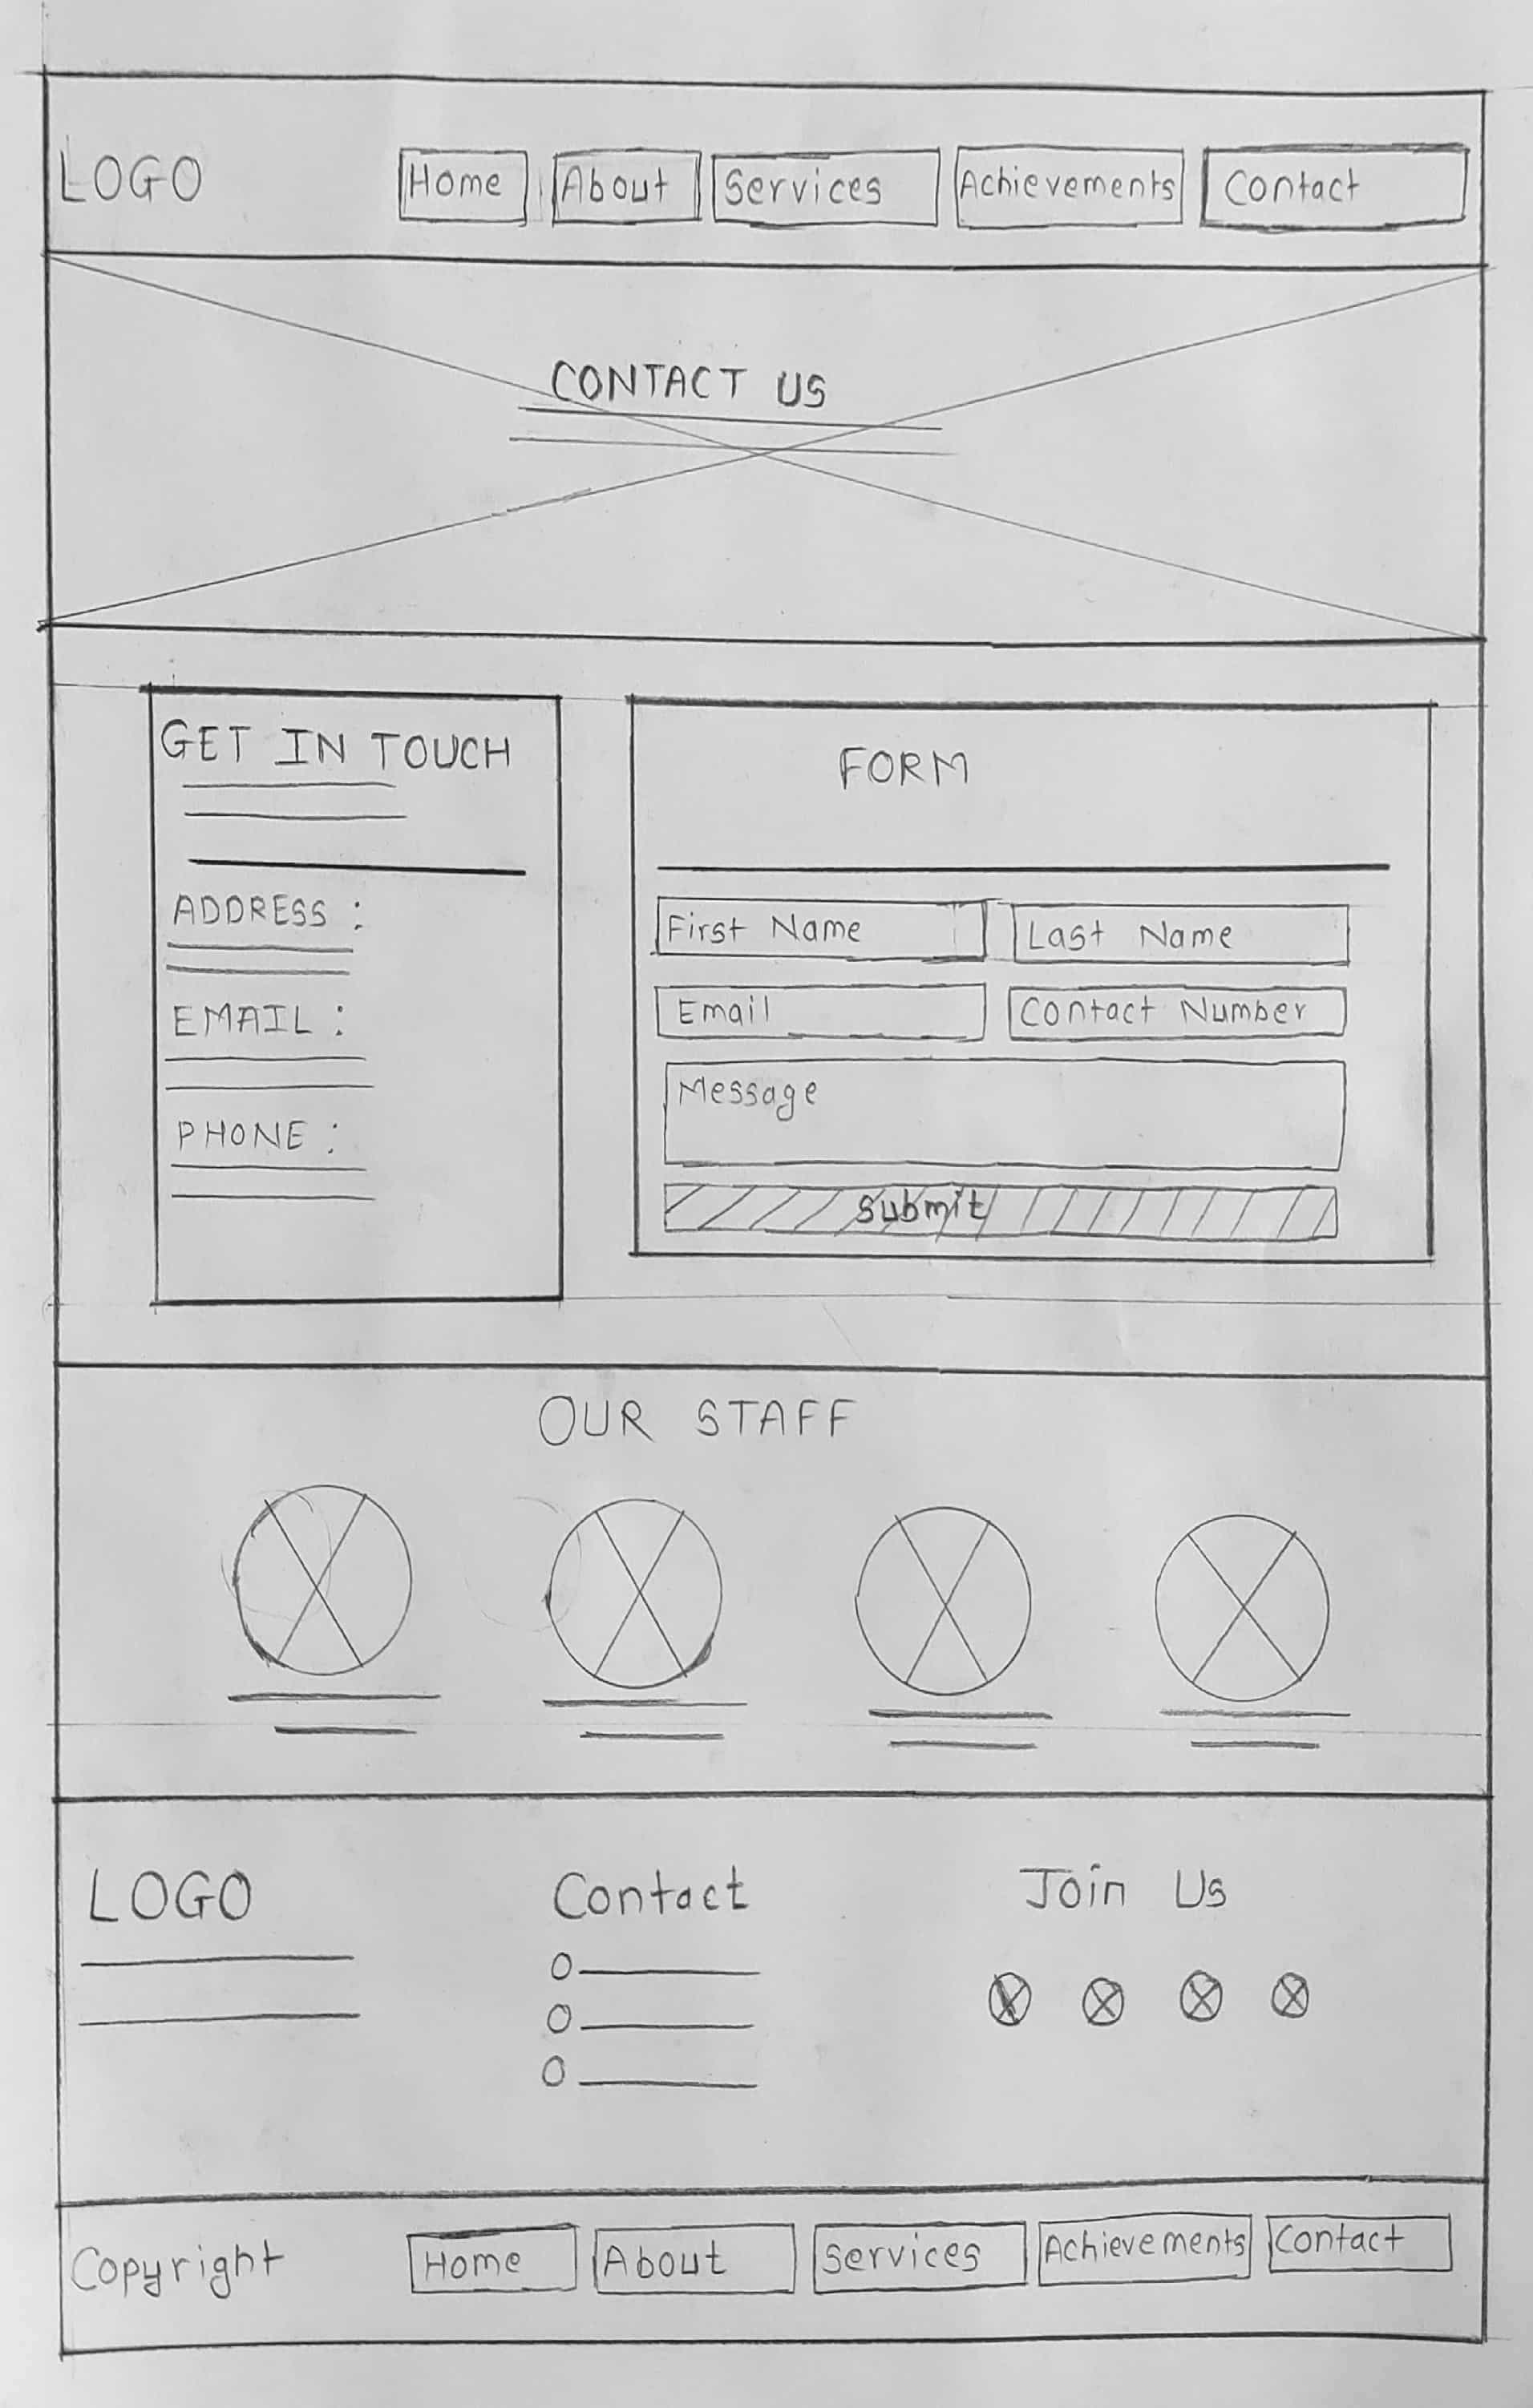 LOGO Home About Services Achievements Contact
CONTACT US
GET IN TOUCH
ADDRESS :
EMAIL :
PHONE :
FORM
First Name Last Name
Email Contact Number
Message
Submit
OUR STAFF
LOGO
Contact
Join Us
Copyright Home About Services Achievements Contact